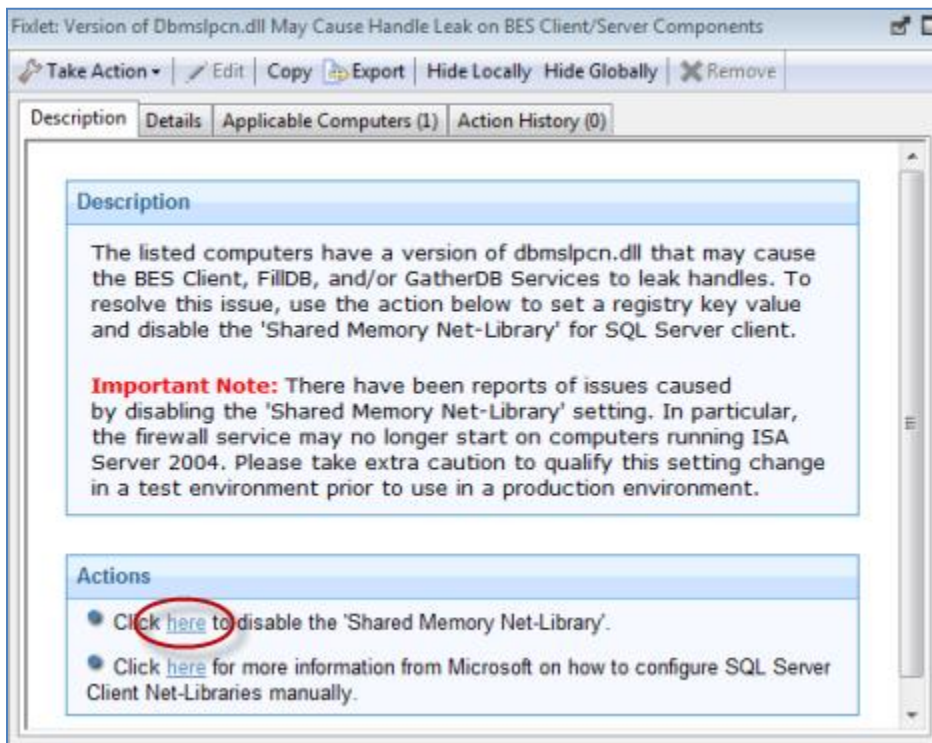 Fixlet: Version of Dbmslpcn.dll May Cause Handle Leak on BES Client/Server Components
Take Action Edit Copy Export Hide Locally Hide Globally Remove
Description Details Applicable Computers (1) Action History (0)
Description
The listed computers have a version of dbmslpcn.dll that may cause
the BES Client, FillDB, and/or GatherDB Services to leak handles. To
resolve this issue, use the action below to set a registry key value
and disable the 'Shared Memory Net-Library' for SQL Server client.
Important Note: There have been reports of issues caused
by disabling the 'Shared Memory Net-Library' setting. In particular,
the firewall service may no longer start on computers running ISA
Server 2004. Please take extra caution to qualify this setting change
in a test environment prior to use in a production environment.
Actions
Click here to disable the 'Shared Memory Net-Library'.
Click here for more information from Microsoft on how to configure SQL Server
Client Net-Libraries manually.